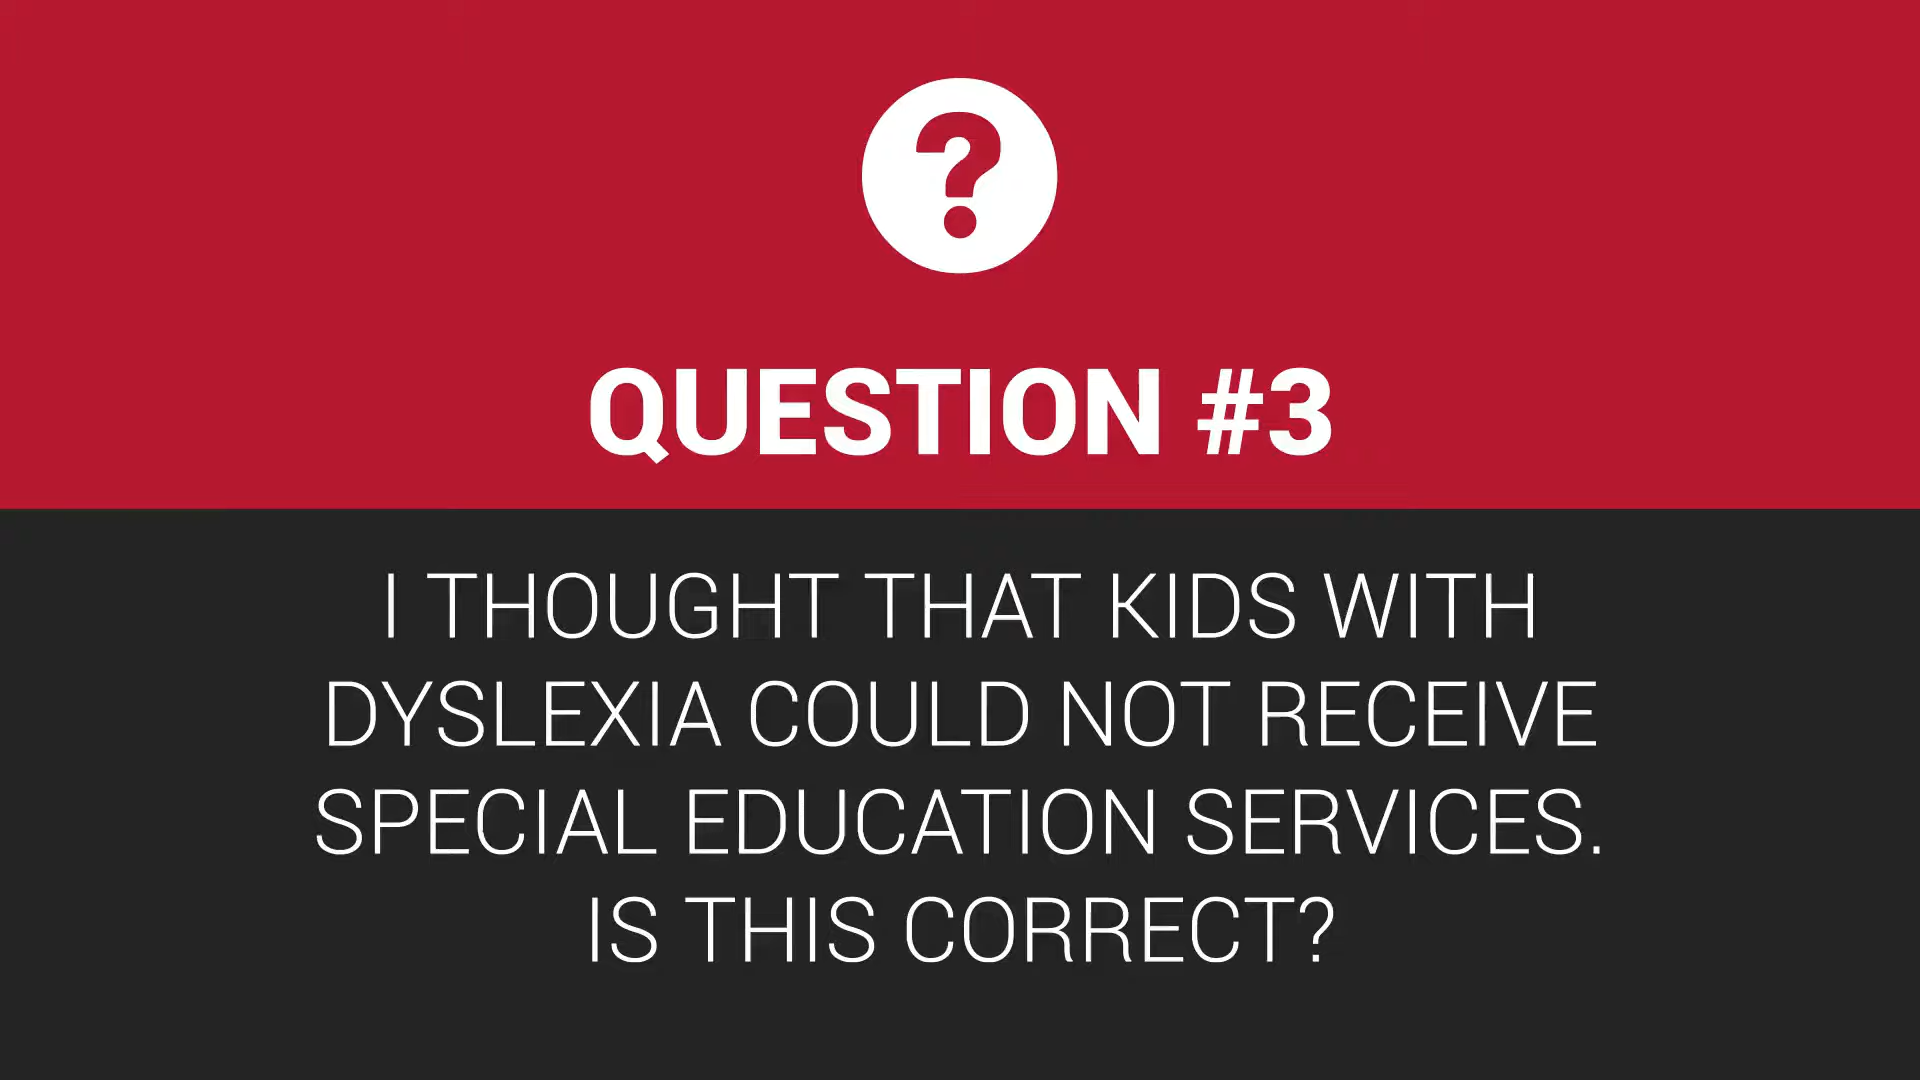 ?
QUESTION #3
I THOUGHT THAT KIDS WITH
DYSLEXIA COULD NOT RECEIVE
SPECIAL EDUCATION SERVICES.
IS THIS CORRECT?